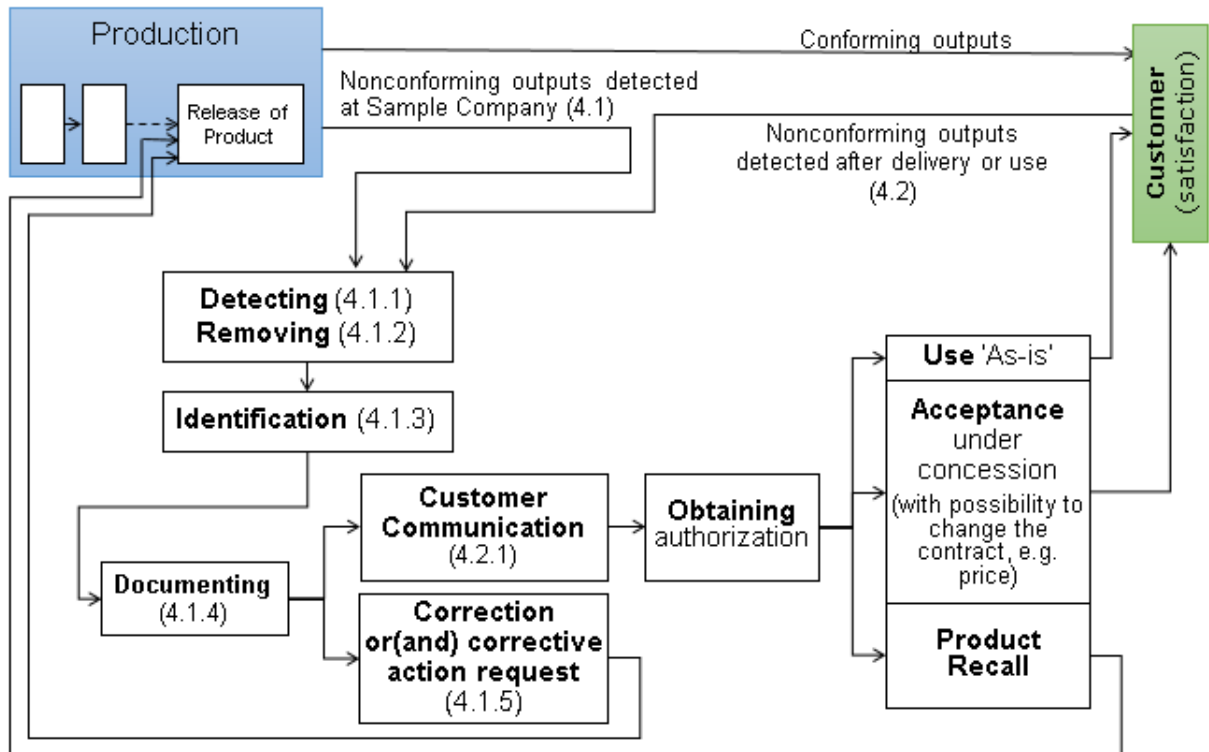 Production
Conforming outputs
Nonconforming outputs detected
at Sample Company (4.1)
Release of
Product
Nonconforming outputs
detected after delivery or use
(4.2)
Customer
(satisfaction)
Detecting (4.1.1)
Removing (4.1.2)
Identification (4.1.3)
Documenting
(4.1.4)
Customer
Communication
(4.2.1)
Correction
or(and) corrective
action request
(4.1.5)
Obtaining
authorization
Use 'As-is'
Acceptance
under
concession
(with possibility to
change the
contract, e.g.
price)
Product
Recall